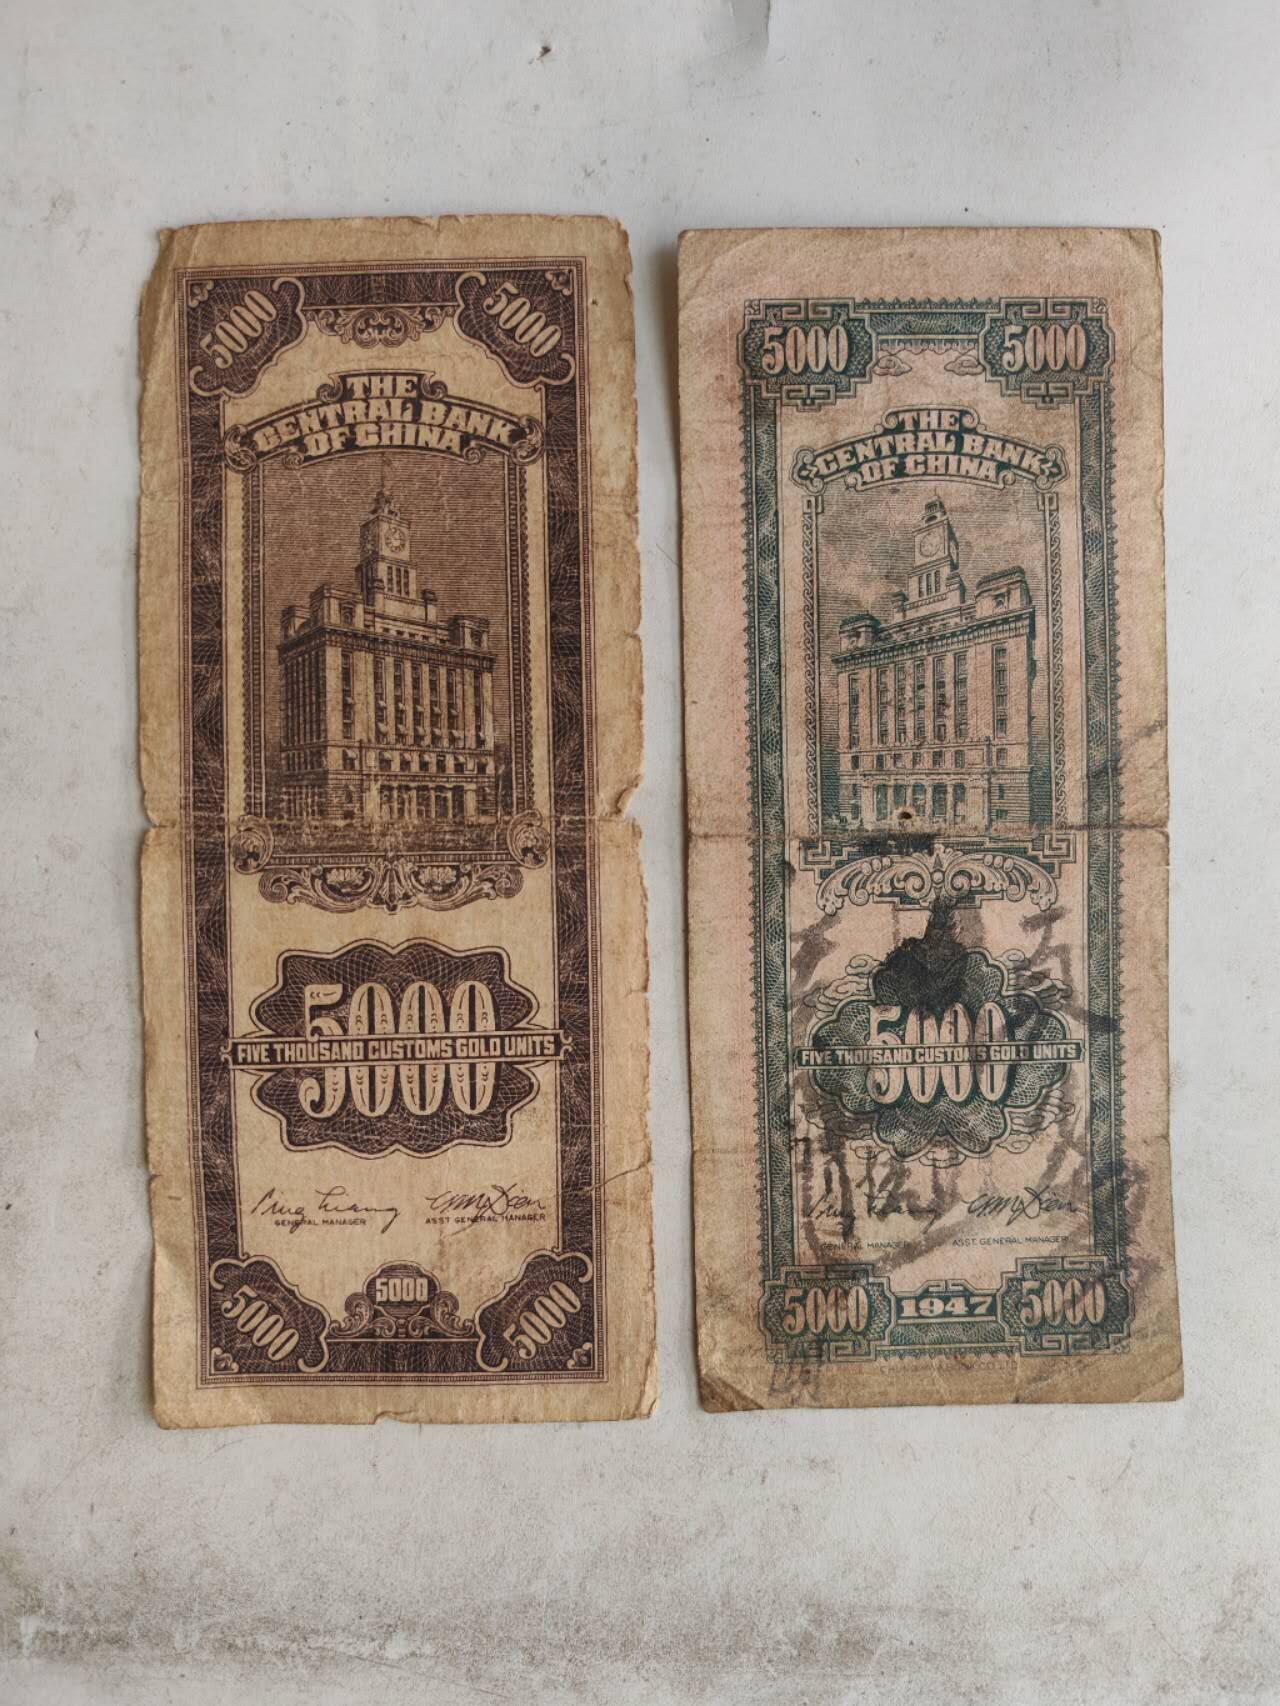 5000 5000
THE
CENTRAL BANK
OF CHINA
5000
FIVE THOUSAND CUSTOMS GOLD UNITS
GENERAL MANAGER
ASST GENERAL MANAGER
5000 5000 5000
5000 5000
THE
CENTRAL BANK
OF CHINA
5000
FIVE THOUSAND CUSTOMS GOLD UNITS
GENERAL MANAGER
ASST. GENERAL MANAGER
5000 1947 5000